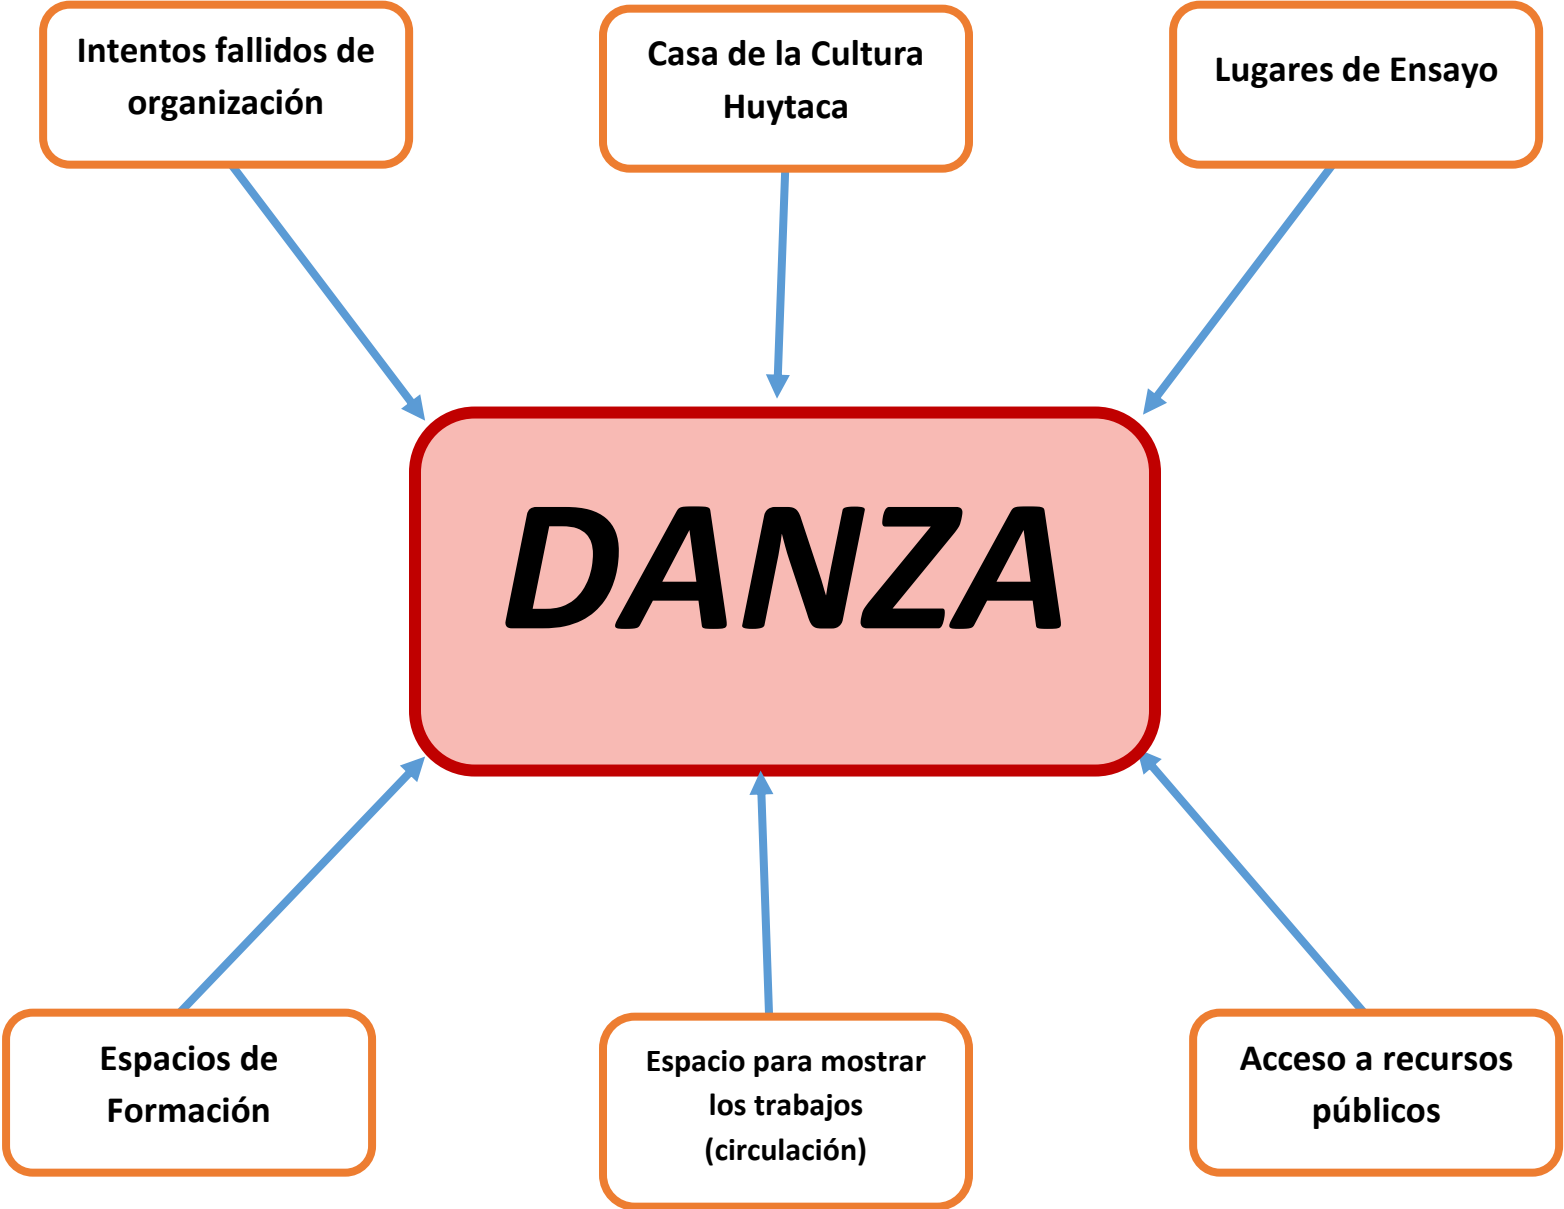 Intentos fallidos de
organización
Casa de la Cultura
Huytaca
Lugares de Ensayo
DANZA
Espacios de
Formación
Espacio para mostrar
los trabajos
(circulación)
Acceso a recursos
públicos